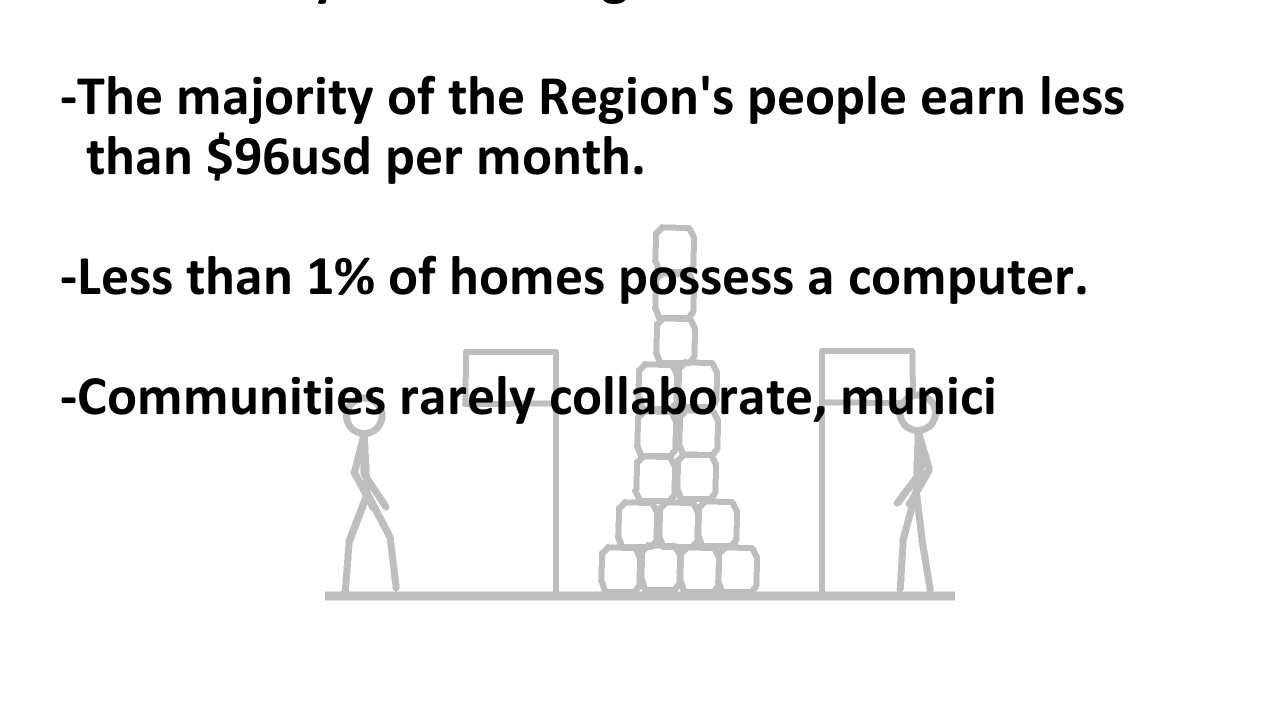 -The majority of the Region's people earn less
than $96usd per month.
-Less than 1% of homes possess a computer.
-Communities rarely collaborate, munici